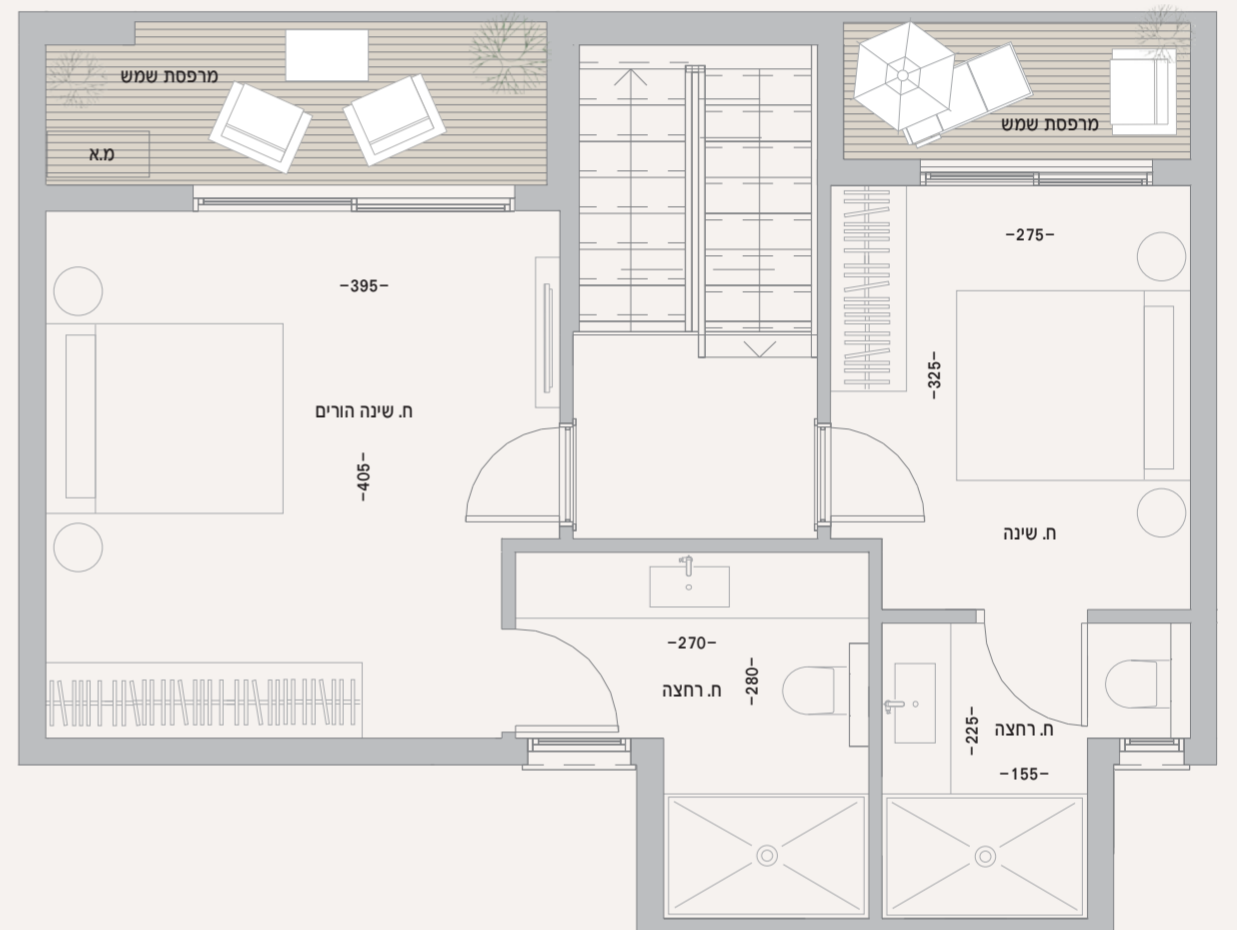 מרפסת שמש
מרפסת שמש
מ.א
-275-
-395-
-325-
ח. שינה הורים
-405-
ח. שינה
-270-
-280-
ח. רחצה
-225-
ח. רחצה
-155-